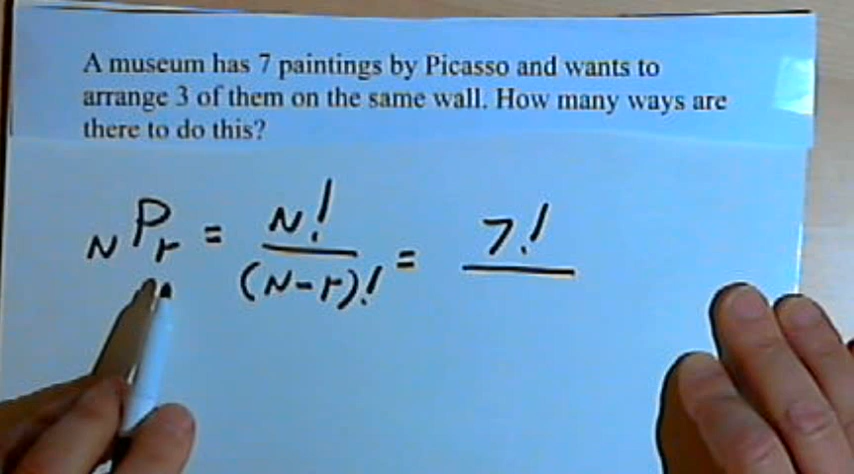 A museum has 7 paintings by Picasso and wants to
arrange 3 of them on the same wall. How many ways are
there to do this?
NPr = N! / (N-r)! = 7!